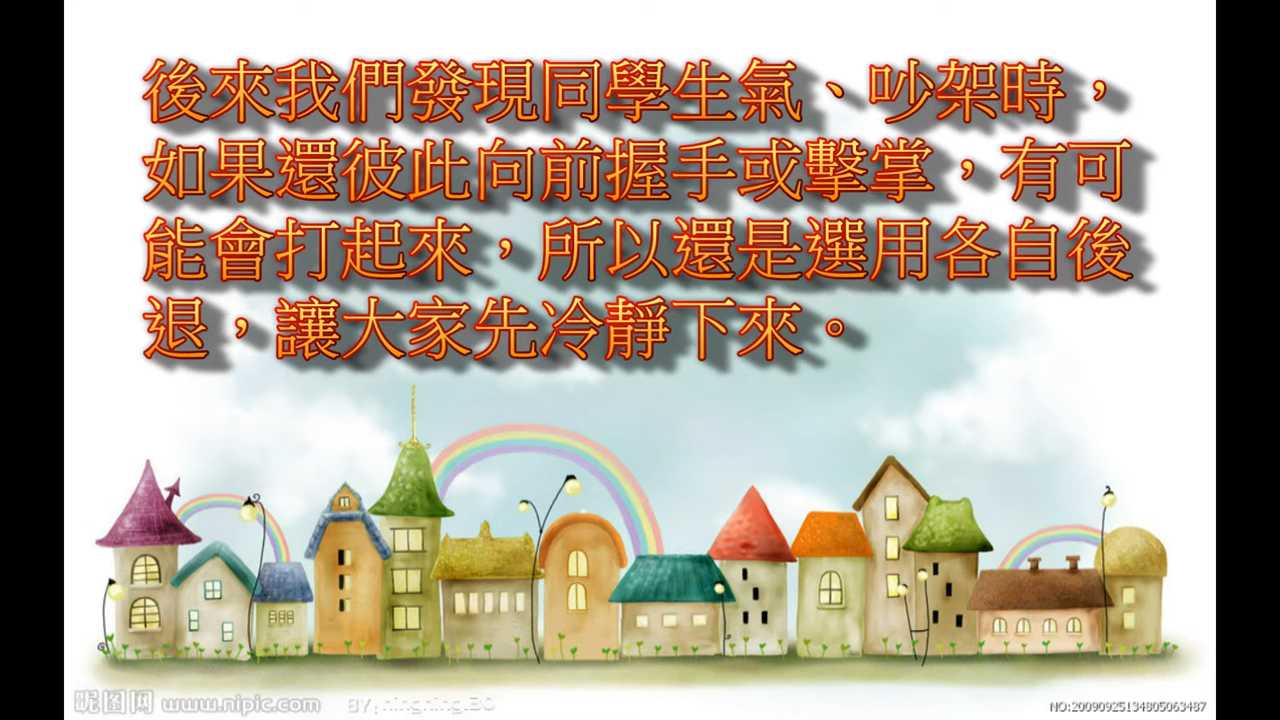 後來我們發現同學生氣、吵架時，
如果還彼此向前握手或擊掌，有可
能會打起來，所以還是選用各自後
退，讓大家先冷靜下來。
昵图网 www.nipic.com BY:ningning.BO
NO:20090925134805063487